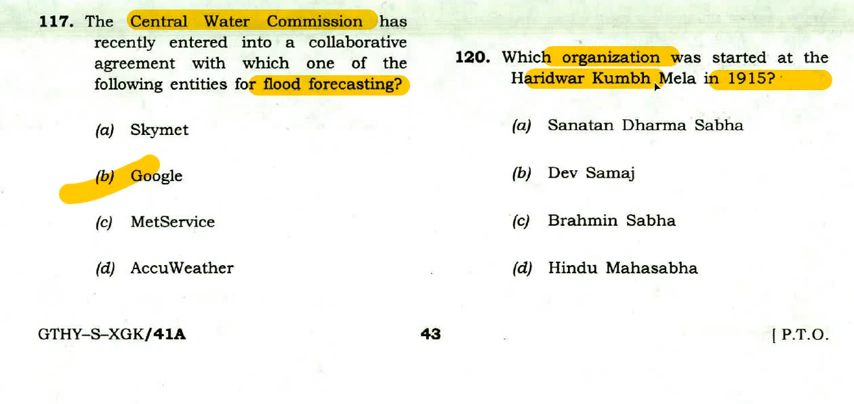 117. The Central Water Commission has
recently entered into a collaborative
agreement with which one of the
following entities for flood forecasting?
(a) Skymet
(b) Google
(c) MetService
(d) AccuWeather
120. Which organization was started at the
Haridwar Kumbh Mela in 1915?
(a) Sanatan Dharma Sabha
(b) Dev Samaj
(c) Brahmin Sabha
(d) Hindu Mahasabha
GTHY–S–XGK/41A
43
[ P.T.O.